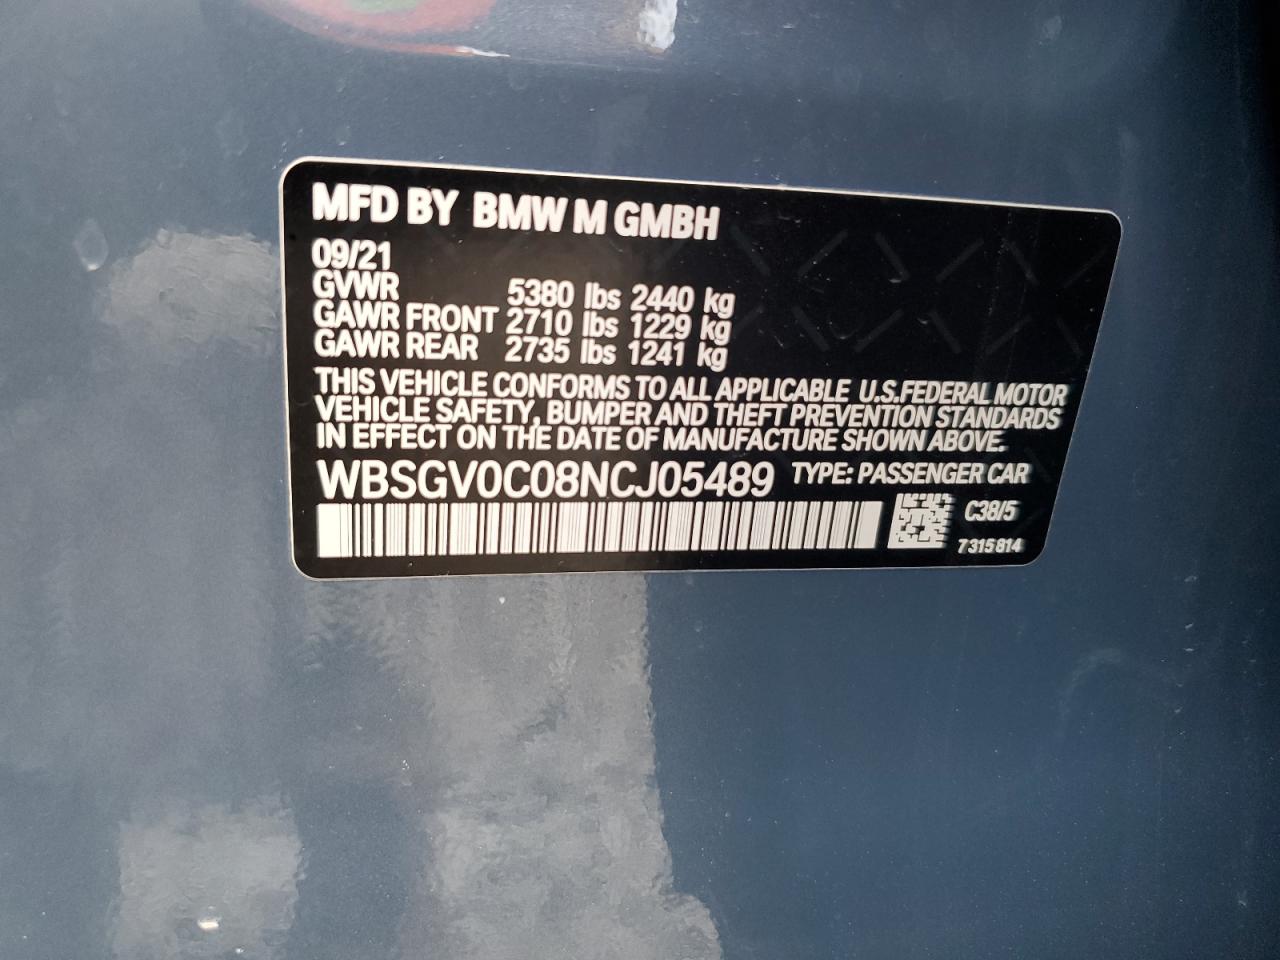 MFD BY BMW M GMBH
09/21
GVWR 5380 lbs 2440 kg
GAWR FRONT 2710 lbs 1229 kg
GAWR REAR 2735 lbs 1241 kg
THIS VEHICLE CONFORMS TO ALL APPLICABLE U.S.FEDERAL MOTOR
VEHICLE SAFETY, BUMPER AND THEFT PREVENTION STANDARDS
IN EFFECT ON THE DATE OF MANUFACTURE SHOWN ABOVE.
WBSGV0C08NCJ05489 TYPE: PASSENGER CAR
C38/5
7315814